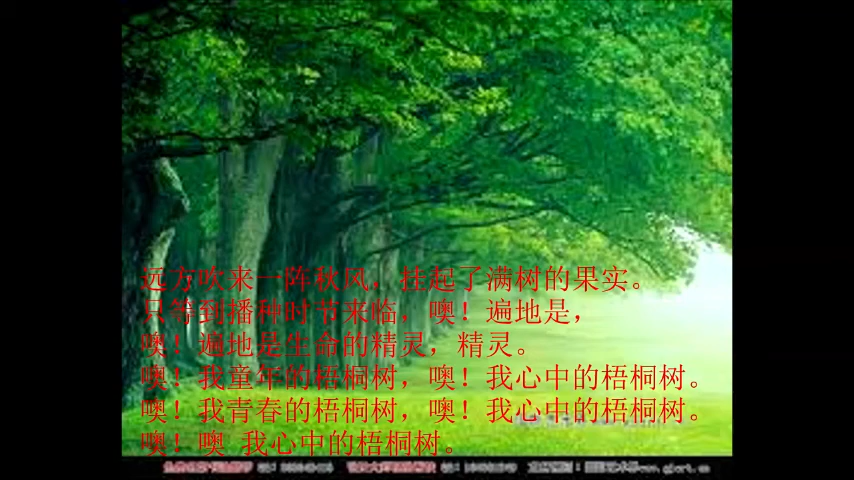 远方吹来一阵秋风，挂起了满树的果实。
只等到播种时节来临，噢！遍地是，
噢！遍地是生命的精灵，精灵。
噢！我童年的梧桐树，噢！我心中的梧桐树。
噢！我青春的梧桐树，噢！我心中的梧桐树。
噢！噢 我心中的梧桐树。